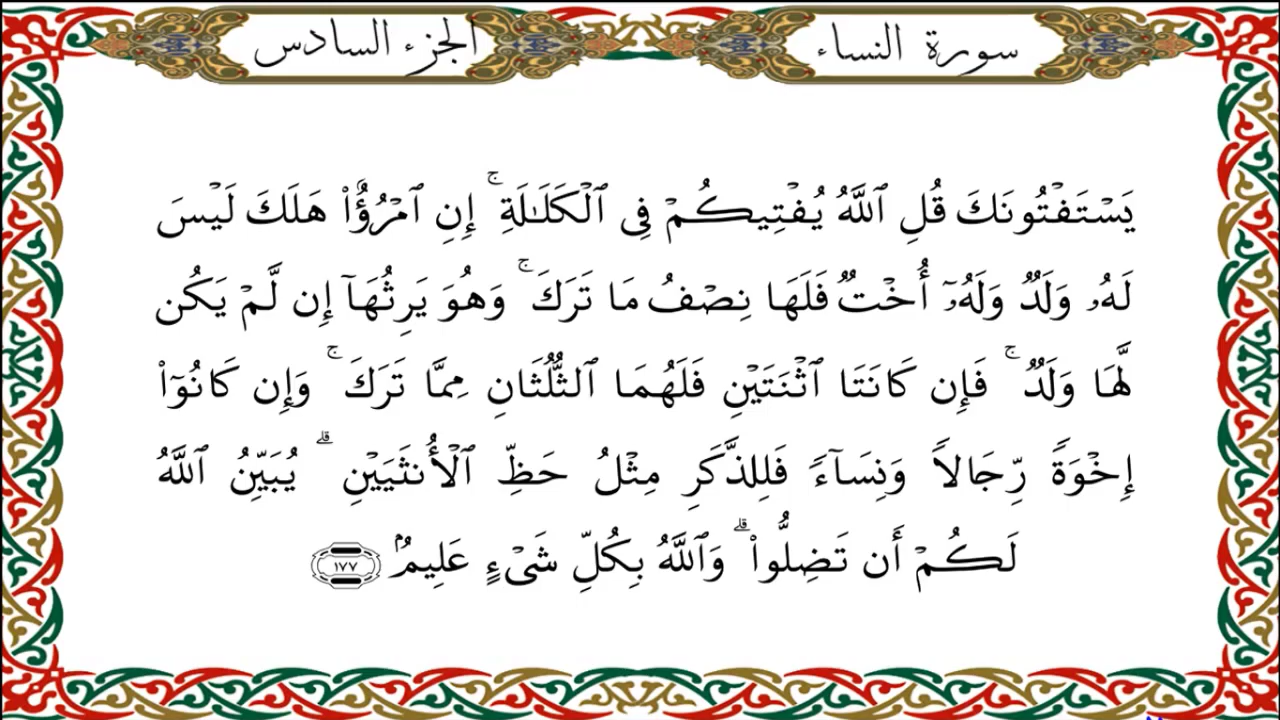 سورة النساء
الجزء السادس
يَسْتَفْتُونَكَ قُلِ ٱللَّهُ يُفْتِيكُمْ فِى ٱلْكَلَـٰلَةِ ۚ إِنِ ٱمْرُؤٌا۟ هَلَكَ لَيْسَ
لَهُۥ وَلَدٌ وَلَهُۥٓ أُخْتٌ فَلَهَا نِصْفُ مَا تَرَكَ ۚ وَهُوَ يَرِثُهَآ إِن لَّمْ يَكُن
لَّهَا وَلَدٌ ۚ فَإِن كَانَتَا ٱثْنَتَيْنِ فَلَهُمَا ٱلثُّلُثَانِ مِمَّا تَرَكَ ۚ وَإِن كَانُوٓا۟
إِخْوَةً رِّجَالًا وَنِسَآءً فَلِلذَّكَرِ مِثْلُ حَظِّ ٱلْأُنثَيَيْنِ ۗ يُبَيِّنُ ٱللَّهُ
لَكُمْ أَن تَضِلُّوا۟ ۗ وَٱللَّهُ بِكُلِّ شَىْءٍ عَلِيمٌۢ ١٧٧